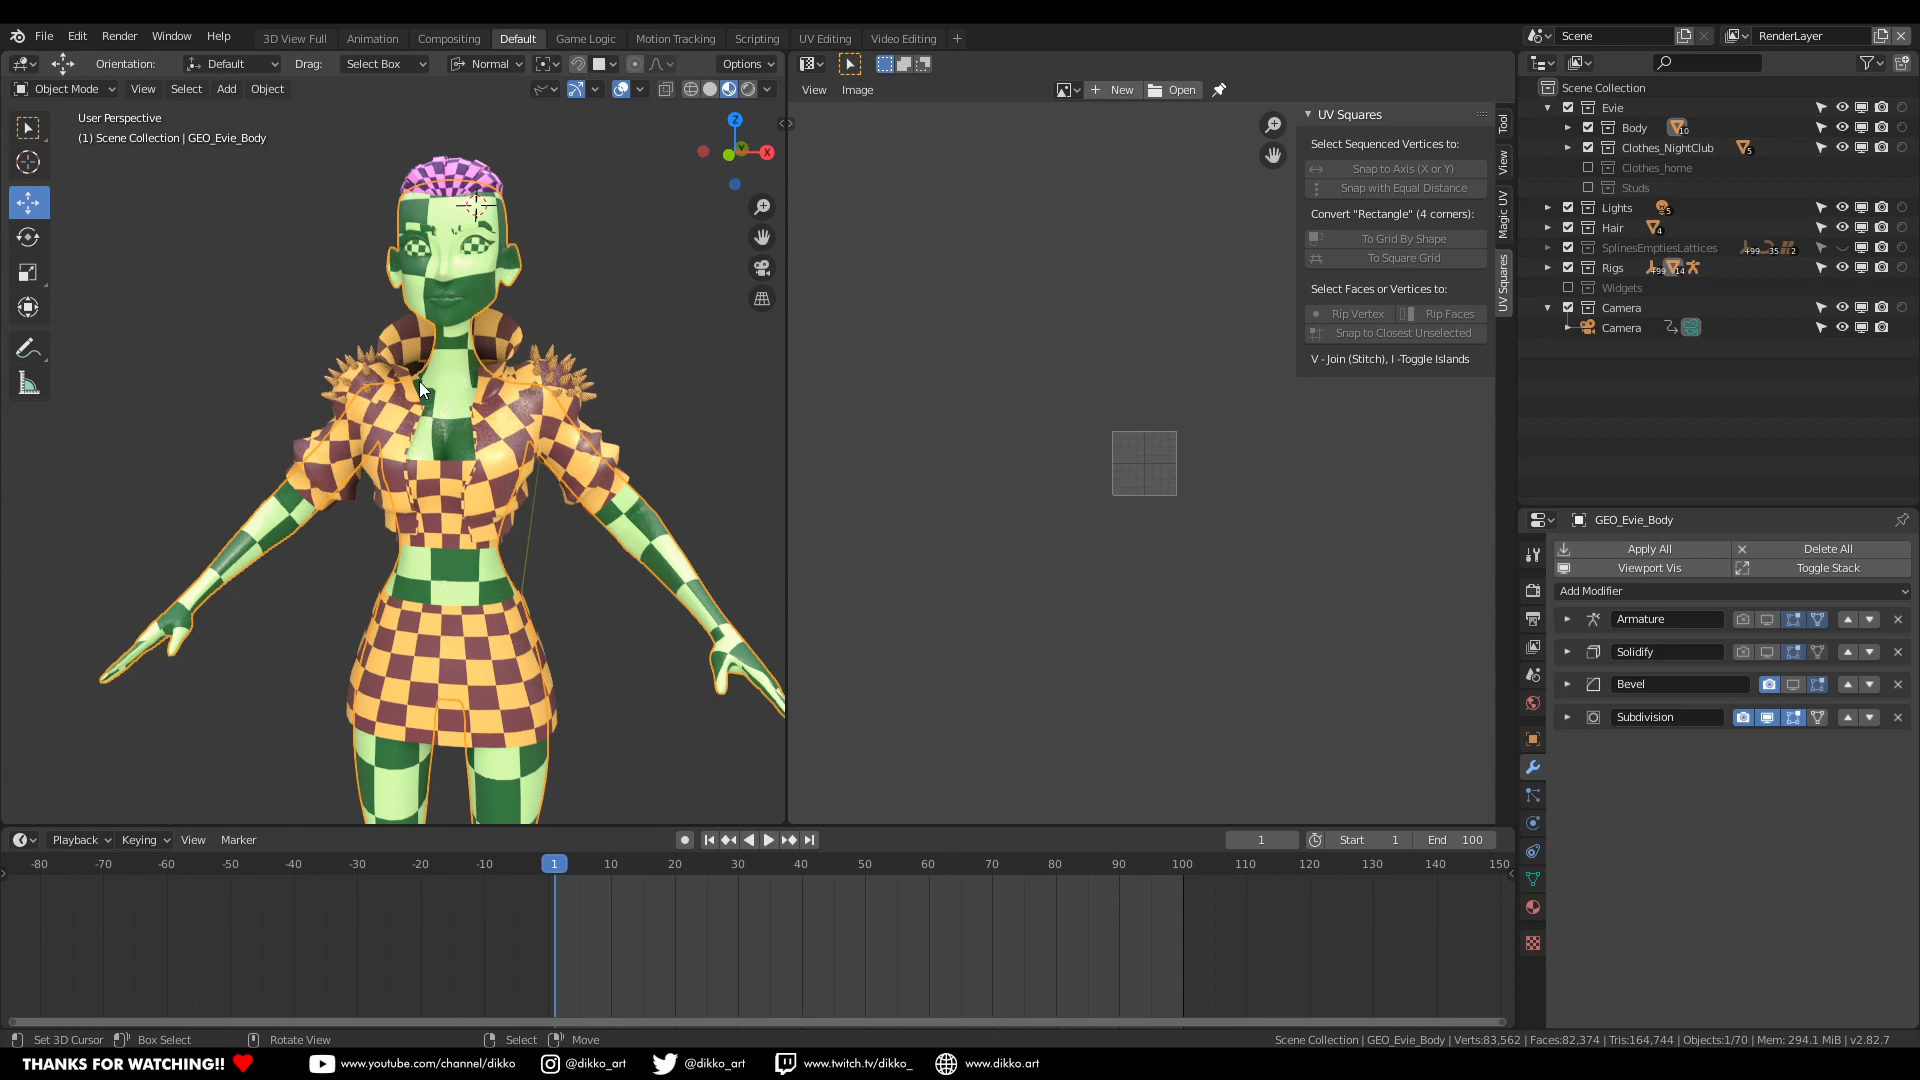 File Edit Render Window Help 3D View Full Animation Compositing Default Game Logic Motion Tracking Scripting UV Editing Video Editing + Scene RenderLayer
Orientation: Default Drag: Select Box Normal Options
Object Mode View Select Add Object
View Image New Open
User Perspective
(1) Scene Collection | GEO_Evie_Body
Z
Y
X
UV Squares
Select Sequenced Vertices to:
Snap to Axis (X or Y)
Snap with Equal Distance
Convert "Rectangle" (4 corners):
To Grid By Shape
To Square Grid
Select Faces or Vertices to:
Rip Vertex Rip Faces
Snap to Closest Unselected
V - Join (Stitch), I -Toggle Islands
Tool
View
Magic UV
UV Squares
Scene Collection
Evie
Body 10
Clothes_NightClub 5
Clothes_home
Studs
Lights 5
Hair 4
SplinesEmptiesLattices +99 35 2
Rigs +99 14
Widgets
Camera
Camera
GEO_Evie_Body
Apply All Delete All
Viewport Vis Toggle Stack
Add Modifier
Armature
Solidify
Bevel
Subdivision
Playback Keying View Marker 1 Start 1 End 100
-80 -70 -60 -50 -40 -30 -20 -10 1 10 20 30 40 50 60 70 80 90 100 110 120 130 140 150
Set 3D Cursor Box Select Rotate View Select Move Scene Collection | GEO_Evie_Body | Verts:83,562 | Faces:82,374 | Tris:164,744 | Objects:1/70 | Mem: 294.1 MiB | v2.82.7
THANKS FOR WATCHING!! www.youtube.com/channel/dikko @dikko_art @dikko_art www.twitch.tv/dikko_ www.dikko.art